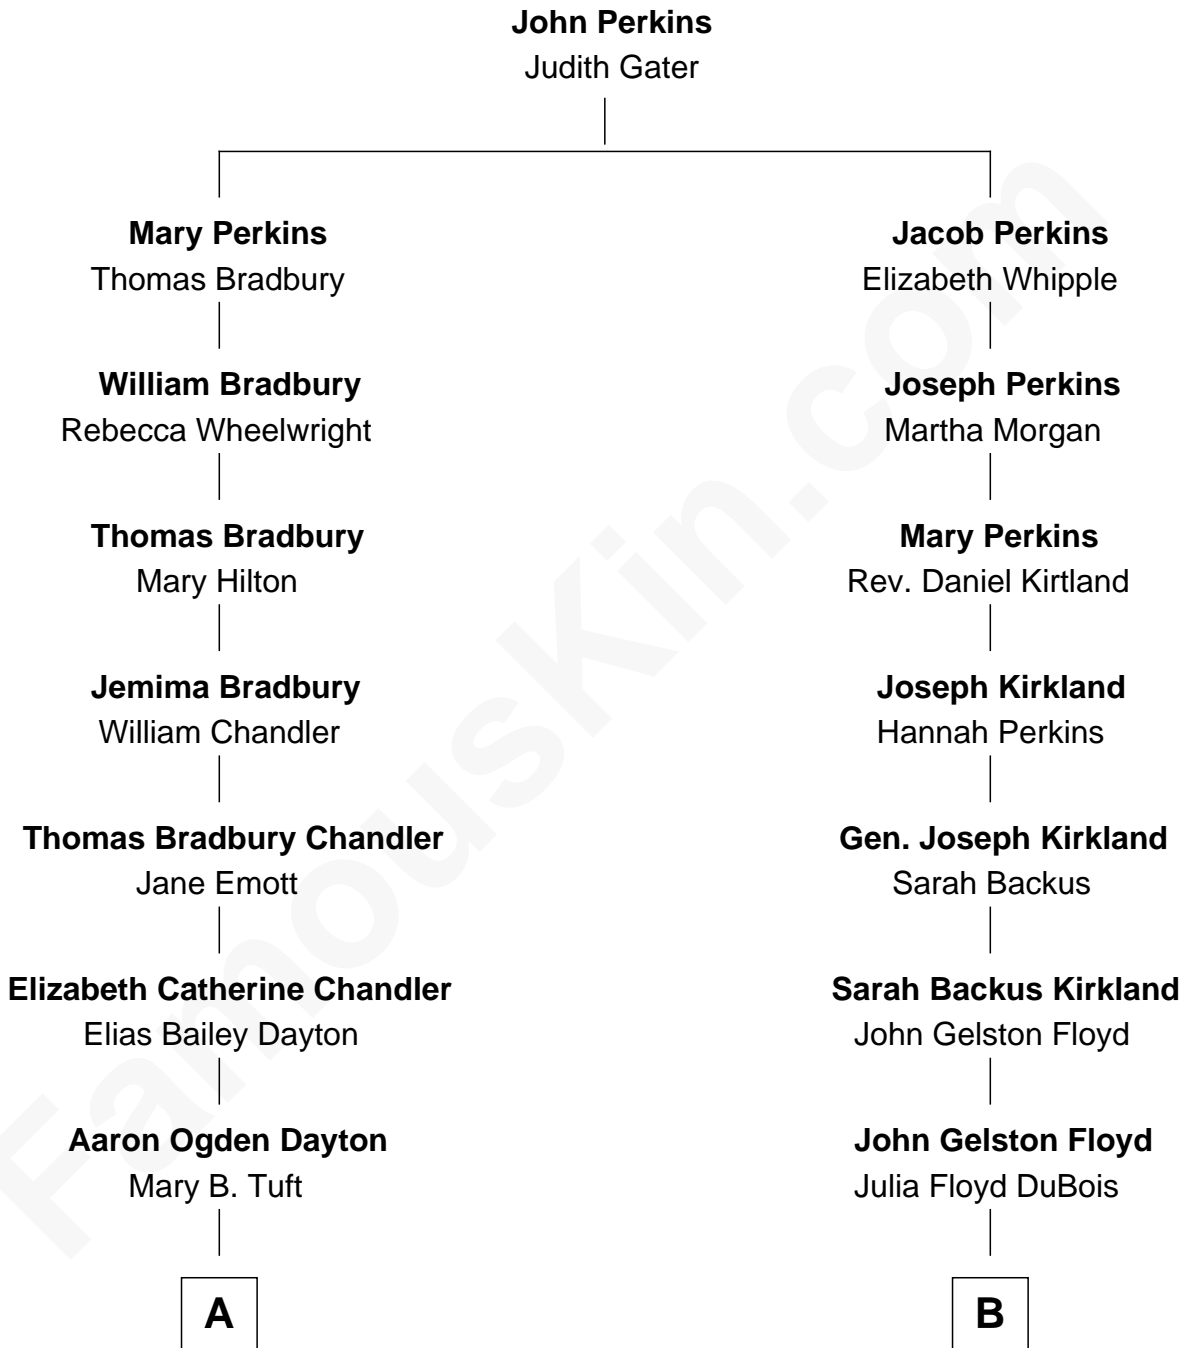 John Perkins
Judith Gater
Mary Perkins
Thomas Bradbury
Jacob Perkins
Elizabeth Whipple
William Bradbury
Rebecca Wheelwright
Joseph Perkins
Martha Morgan
Thomas Bradbury
Mary Hilton
Mary Perkins
Rev. Daniel Kirtland
Jemima Bradbury
William Chandler
Joseph Kirkland
Hannah Perkins
Thomas Bradbury Chandler
Jane Emott
Gen. Joseph Kirkland
Sarah Backus
Elizabeth Catherine Chandler
Elias Bailey Dayton
Sarah Backus Kirkland
John Gelston Floyd
Aaron Ogden Dayton
Mary B. Tuft
John Gelston Floyd
Julia Floyd DuBois
A
B
FamousKin.com